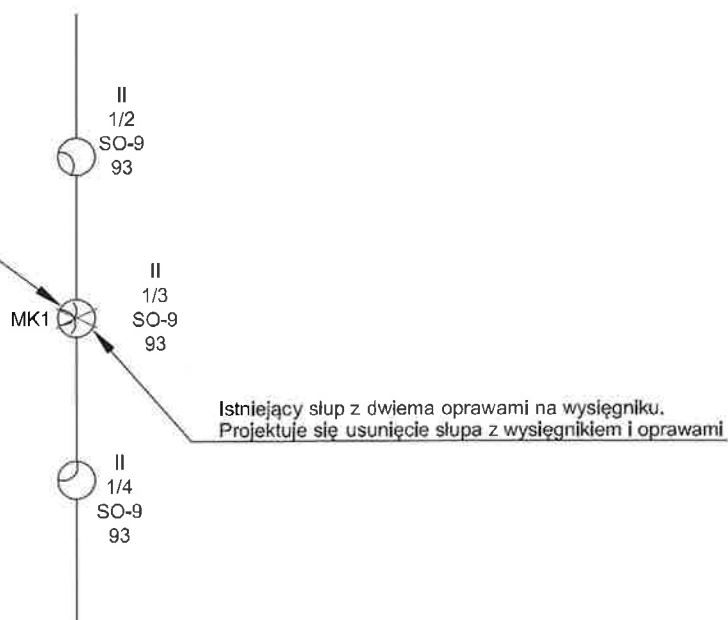 II
1/2
SO-9
93
II
1/3
MK1
SO-9
93
Istniejący słup z dwiema oprawami na wysięgniku.
Projektuje się usunięcie słupa z wysięgnikiem i oprawami
II
1/4
SO-9
93